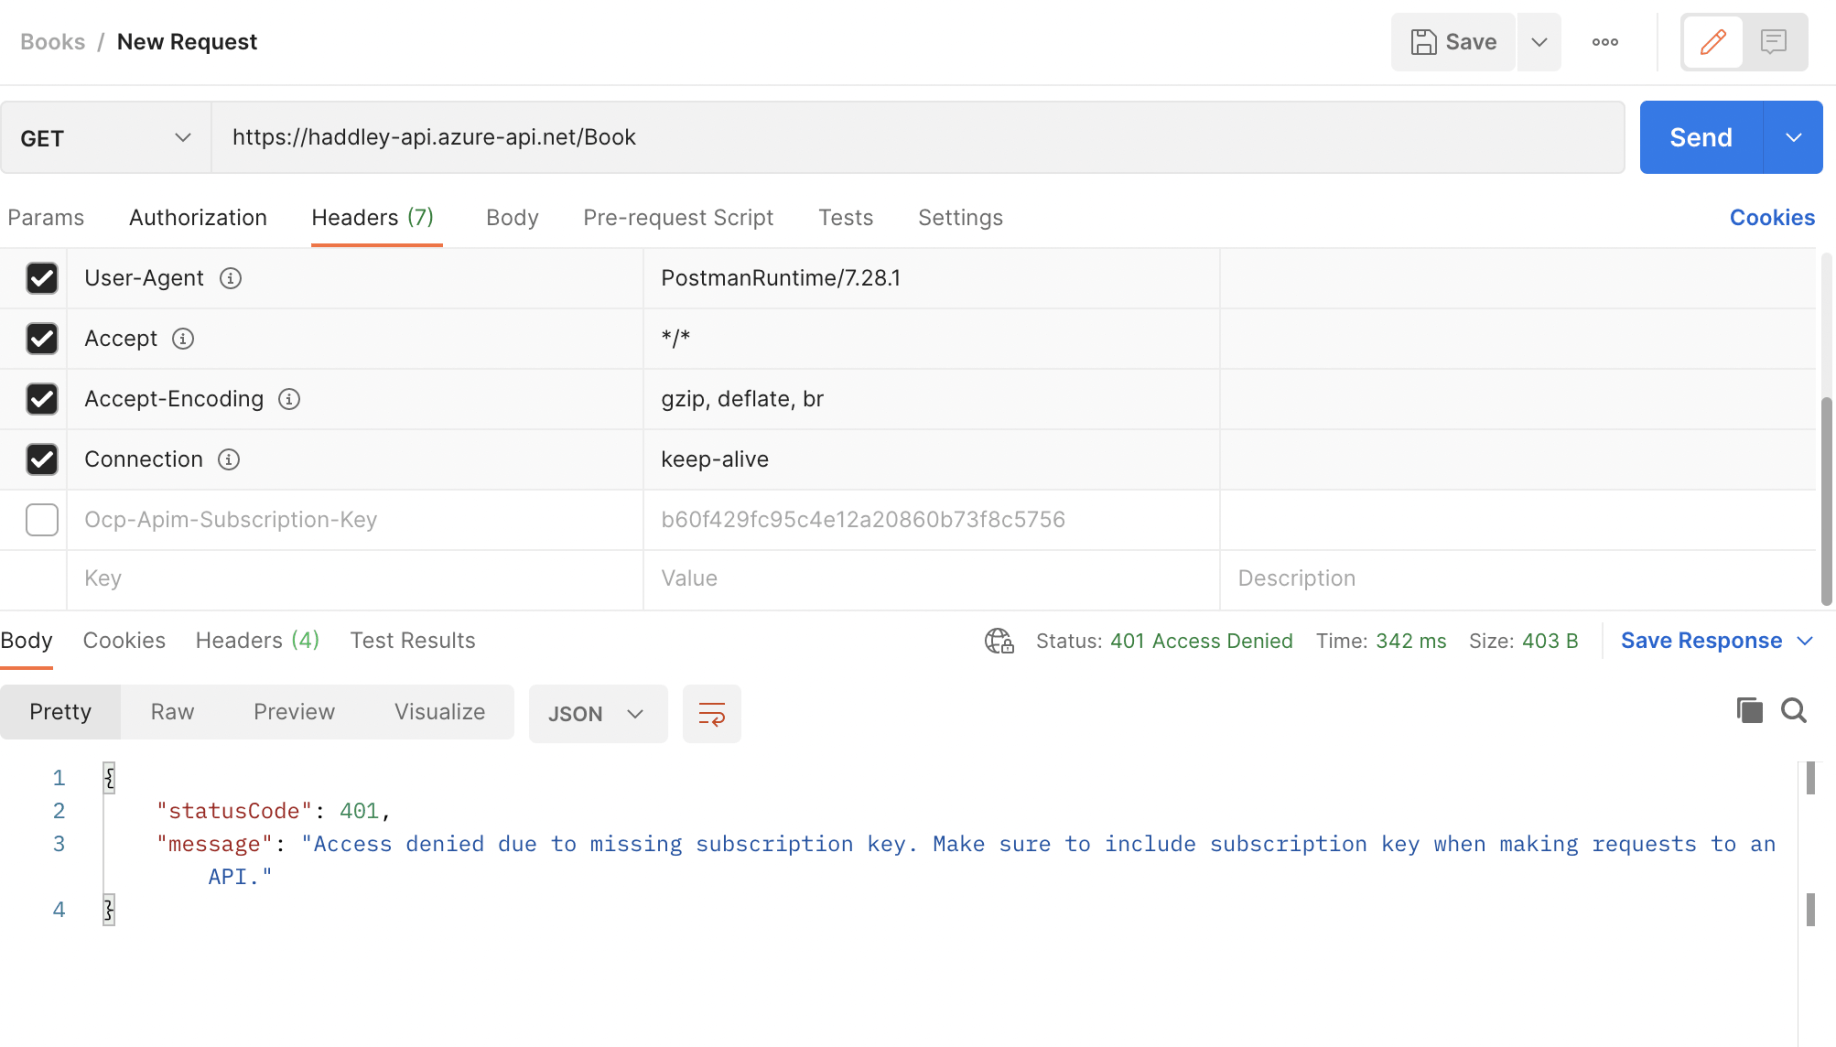 Books / New Request
Save
GET
https://haddley-api.azure-api.net/Book
Send
Params Authorization Headers (7) Body Pre-request Script Tests Settings Cookies
User-Agent PostmanRuntime/7.28.1
Accept */*
Accept-Encoding gzip, deflate, br
Connection keep-alive
Ocp-Apim-Subscription-Key b60f429fc95c4e12a20860b73f8c5756
Key Value Description
Body Cookies Headers (4) Test Results Status: 401 Access Denied Time: 342 ms Size: 403 B Save Response
Pretty Raw Preview Visualize JSON
1 {
2 "statusCode": 401,
3 "message": "Access denied due to missing subscription key. Make sure to include subscription key when making requests to an
API."
4 }